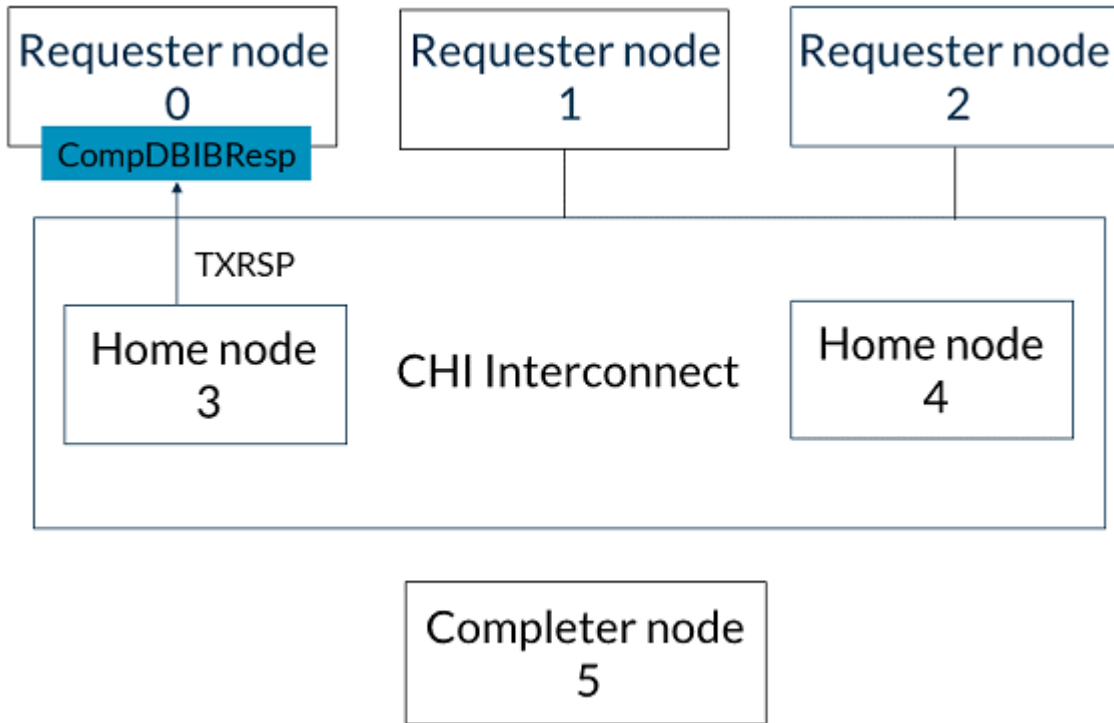 Requester node
0
Requester node
1
Requester node
2
CompDBIBResp
TXRSP
Home node
3
CHI Interconnect
Home node
4
Completer node
5